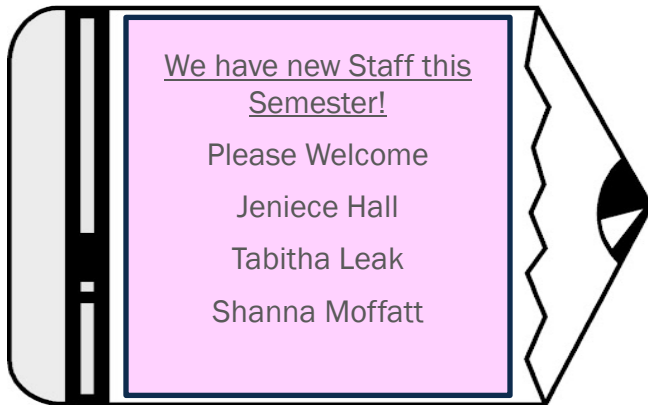 We have new Staff this
Semester!
Please Welcome
Jeniece Hall
Tabitha Leak
Shanna Moffatt